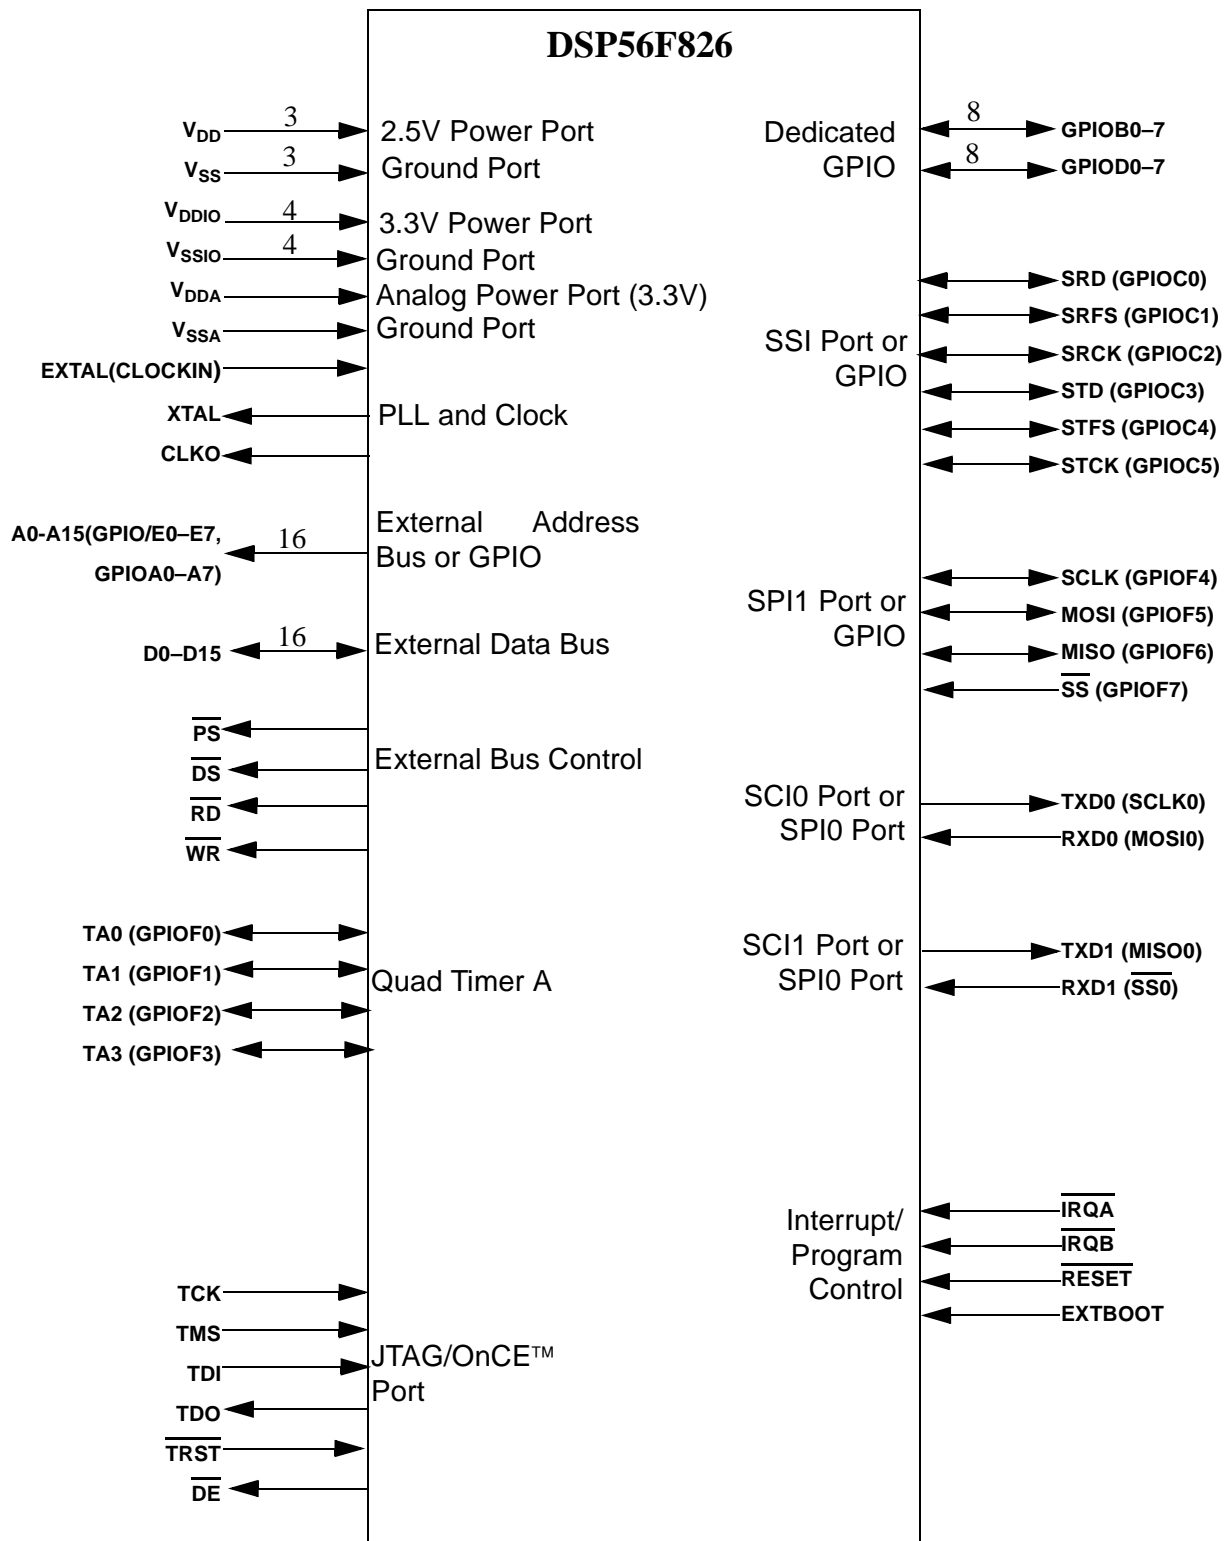 DSP56F826
VDD 3 2.5V Power Port
VSS 3 Ground Port
VDDIO 4 3.3V Power Port
VSSIO 4 Ground Port
VDDA Analog Power Port (3.3V)
VSSA Ground Port
EXTAL(CLOCKIN)
XTAL PLL and Clock
CLKO
A0-A15(GPIO/E0–E7,
GPIOA0–A7)
16
External Address
Bus or GPIO
D0–D15 16 External Data Bus
PS
DS
RD
WR
External Bus Control
TA0 (GPIOF0)
TA1 (GPIOF1)
TA2 (GPIOF2)
TA3 (GPIOF3)
Quad Timer A
TCK
TMS
TDI
TDO
TRST
DE
JTAG/OnCE™
Port
Dedicated
GPIO
8 GPIOB0–7
8 GPIOD0–7
SSI Port or
GPIO
SRD (GPIOC0)
SRFS (GPIOC1)
SRCK (GPIOC2)
STD (GPIOC3)
STFS (GPIOC4)
STCK (GPIOC5)
SPI1 Port or
GPIO
SCLK (GPIOF4)
MOSI (GPIOF5)
MISO (GPIOF6)
SS (GPIOF7)
SCI0 Port or
SPI0 Port
TXD0 (SCLK0)
RXD0 (MOSI0)
SCI1 Port or
SPI0 Port
TXD1 (MISO0)
RXD1 (SS0)
Interrupt/
Program
Control
IRQA
IRQB
RESET
EXTBOOT